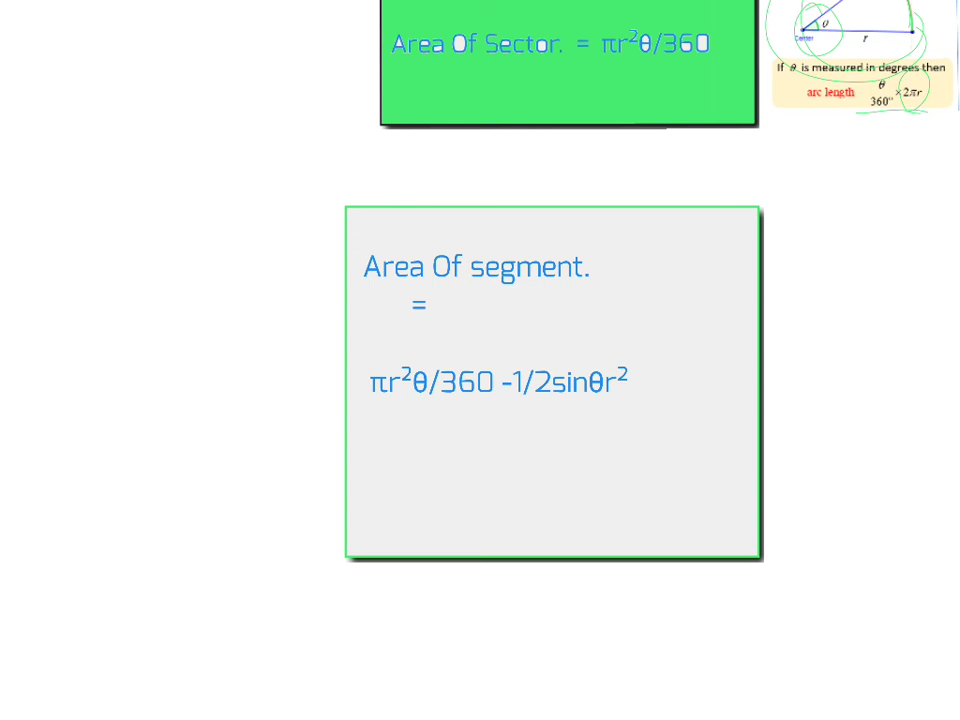 Area Of Sector. = πr²θ/360
Center
θ
r
If θ is measured in degrees then
arc length θ/360° ×2πr
Area Of segment.
=
πr²θ/360 -1/2sinθr²